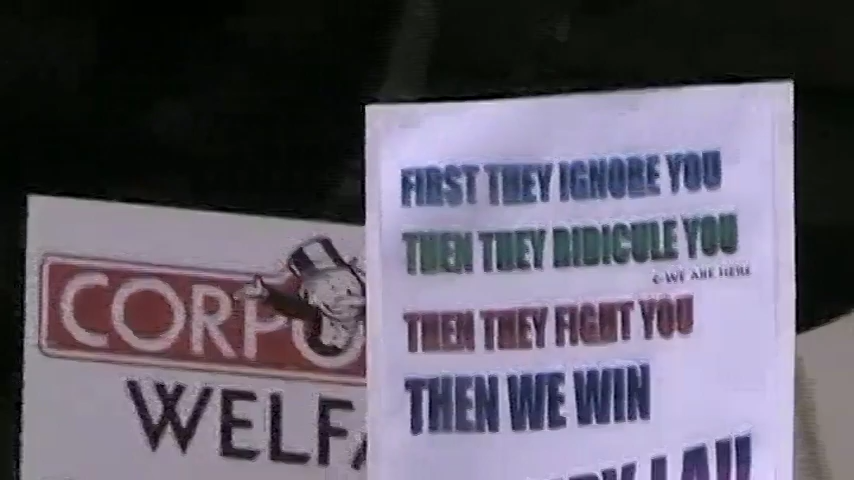 CORPO
WELFA
FIRST THEY IGNORE YOU
THEN THEY RIDICULE YOU
←WE ARE HERE
THEN THEY FIGHT YOU
THEN WE WIN